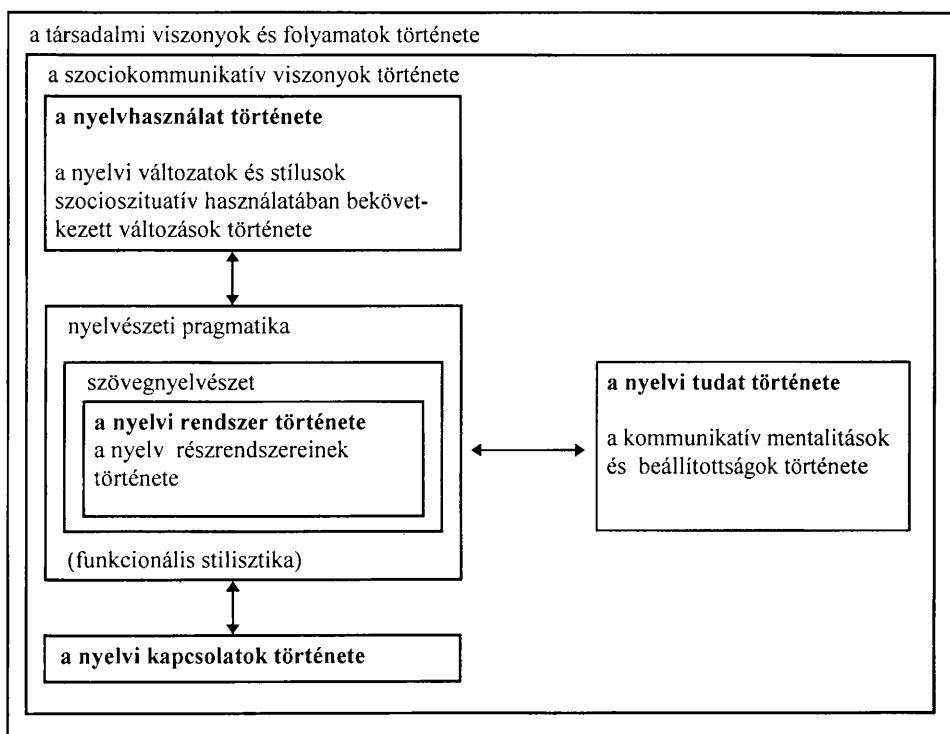 a társadalmi viszonyok és folyamatok története
a szociokommunikatív viszonyok története
a nyelvhasználat története
a nyelvi változatok és stílusok
szocioszituatív használatában bekövet-
kezett változások története
nyelvészeti pragmatika
szövegnyelvészet
a nyelvi rendszer története
a nyelv részrendszereinek
története
(funkcionális stilisztika)
a nyelvi tudat története
a kommunikatív mentalitások
és beállítottságok története
a nyelvi kapcsolatok története